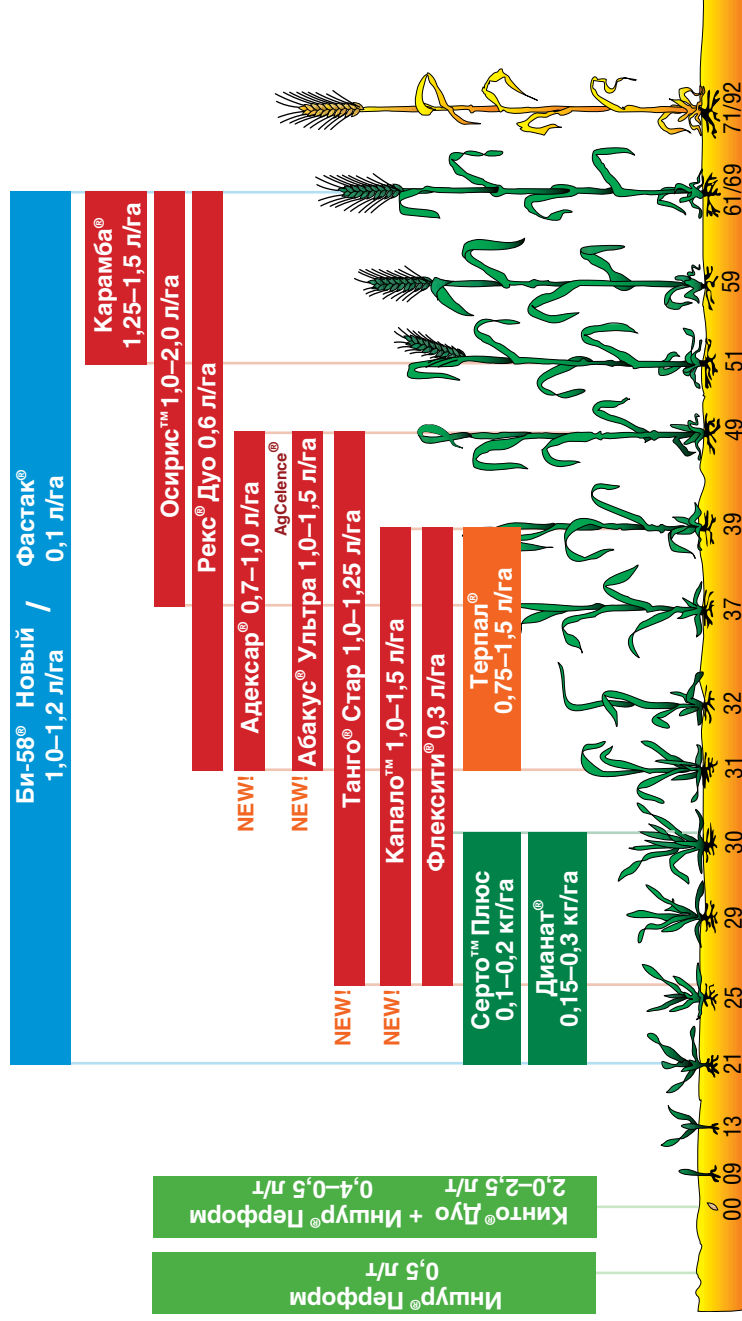 Би-58® Новый / Фастак®
1,0–1,2 л/га 0,1 л/га
Карамба®
1,25–1,5 л/га
Осирис™ 1,0–2,0 л/га
Рекс® Дуо 0,6 л/га
Адексар® 0,7–1,0 л/га
NEW!
AgCelence®
Абакус® Ультра 1,0–1,5 л/га
NEW!
Танго® Стар 1,0–1,25 л/га
NEW!
Капало™ 1,0–1,5 л/га
NEW!
Флексити® 0,3 л/га
Терпал®
0,75–1,5 л/га
Серто™ Плюс
0,1–0,2 кг/га
Дианат®
0,15–0,3 кг/га
Кинто® Дуо + Иншур® Перформ
2,0–2,5 л/т 0,4–0,5 л/т
Иншур® Перформ
0,5 л/т
00 09 13 21 25 29 30 31 32 37 39 49 51 59 61/69 71/92